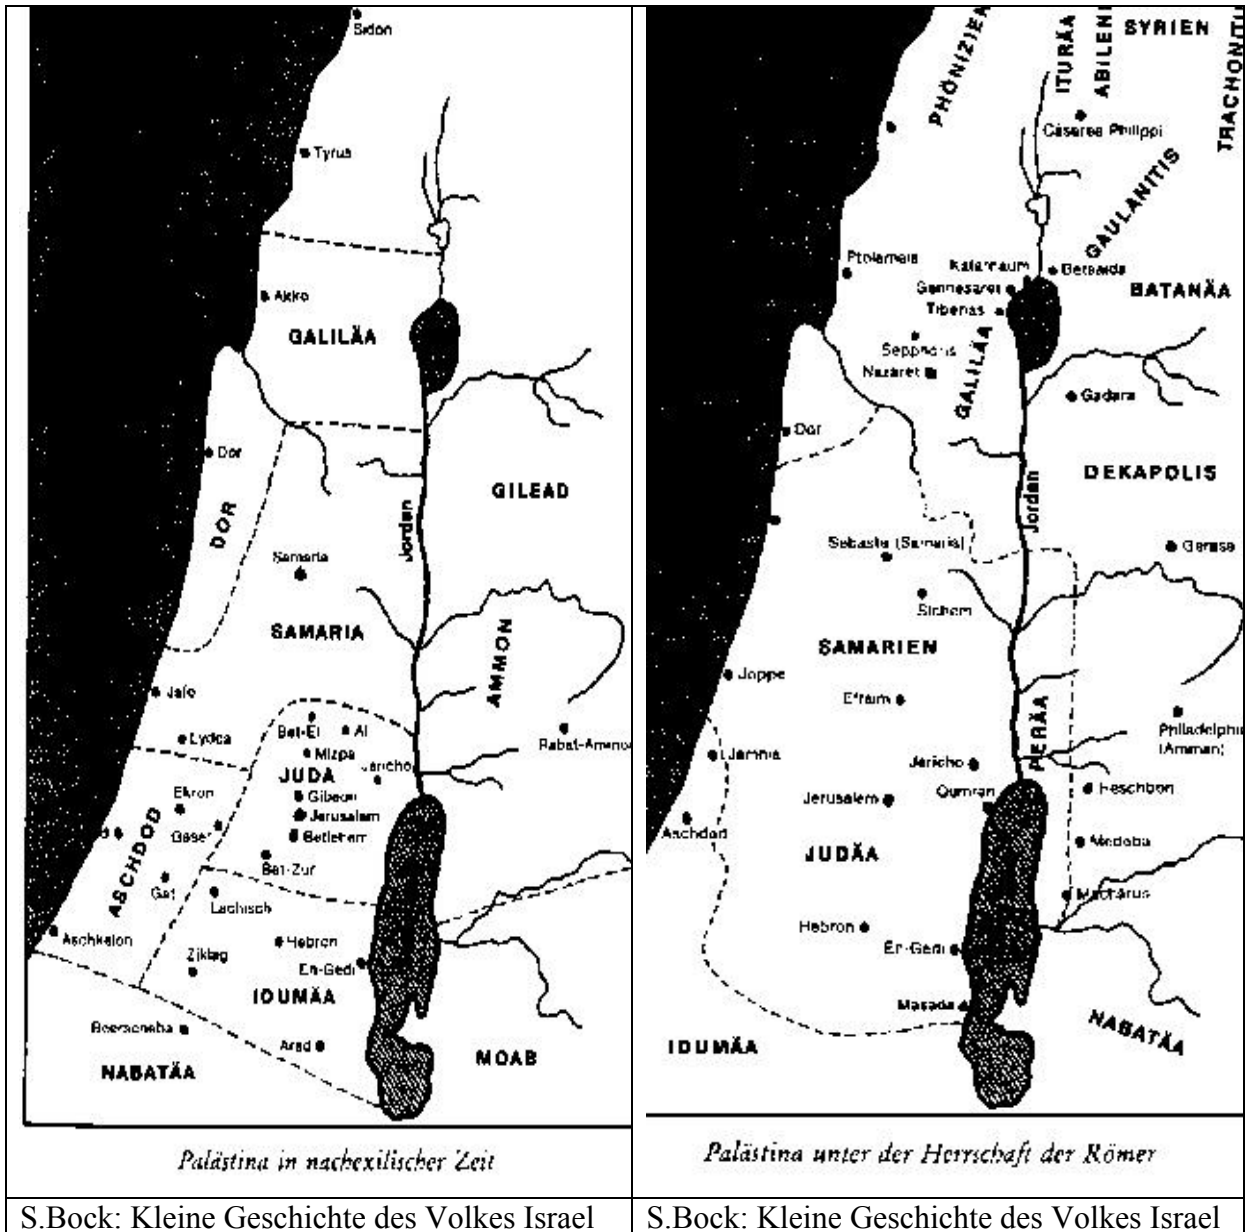 Sidon
Tyrus
Akko
GALILÄA
Dor
DOR
GILEAD
Jordan
Samaria
SAMARIA
AMMON
Jafo
Lydda
Bet-El
Ai
Mizpa
Jericho
JUDA
Gibeon
Jerusalem
Betlehem
Bet-Zur
Ekron
Geser
ASCHDOD
Gat
Lachisch
Aschkelon
Ziklag
Hebron
En-Gedi
IDUMÄA
Beerscheba
Arad
NABATÄA
MOAB
Palästina in nachexilischer Zeit
S.Bock: Kleine Geschichte des Volkes Israel
PHÖNIZIEN
ITURÄA
ABILENE
SYRIEN
Cäsarea Philippi
GAULANITIS
Ptolemais
Kafarnaum
Betsaida
Gennesaret
BATANÄA
Tiberias
Sepphoris
GALILÄA
Nazaret
Gadara
Dor
DEKAPOLIS
Jordan
Sebaste (Samaria)
Gerasa
Sichem
SAMARIEN
Joppe
Efraim
PERÄA
Philadelphia
(Amman)
Jamnia
Jericho
Jerusalem
Qumran
Heschbon
Aschdod
JUDÄA
Medaba
Machärus
Hebron
En-Gedi
Masada
IDUMÄA
NABATÄA
Palästina unter der Herrschaft der Römer
S.Bock: Kleine Geschichte des Volkes Israel